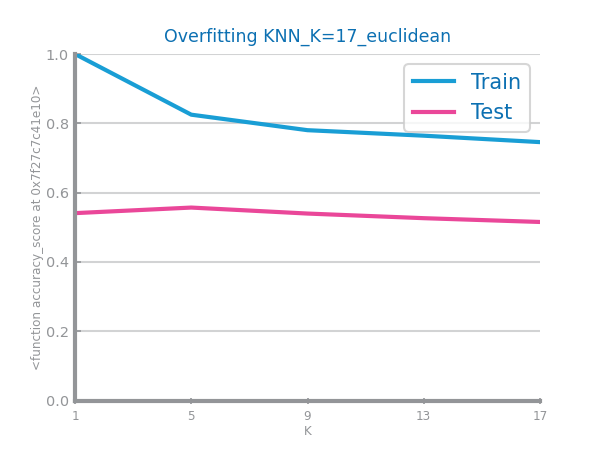 Overfitting KNN_K=17_euclidean
<function accuracy_score at 0x7f27c7c41e10>
1.0
0.8
0.6
0.4
0.2
0.0
Train
Test
1 5 9 13 17
K